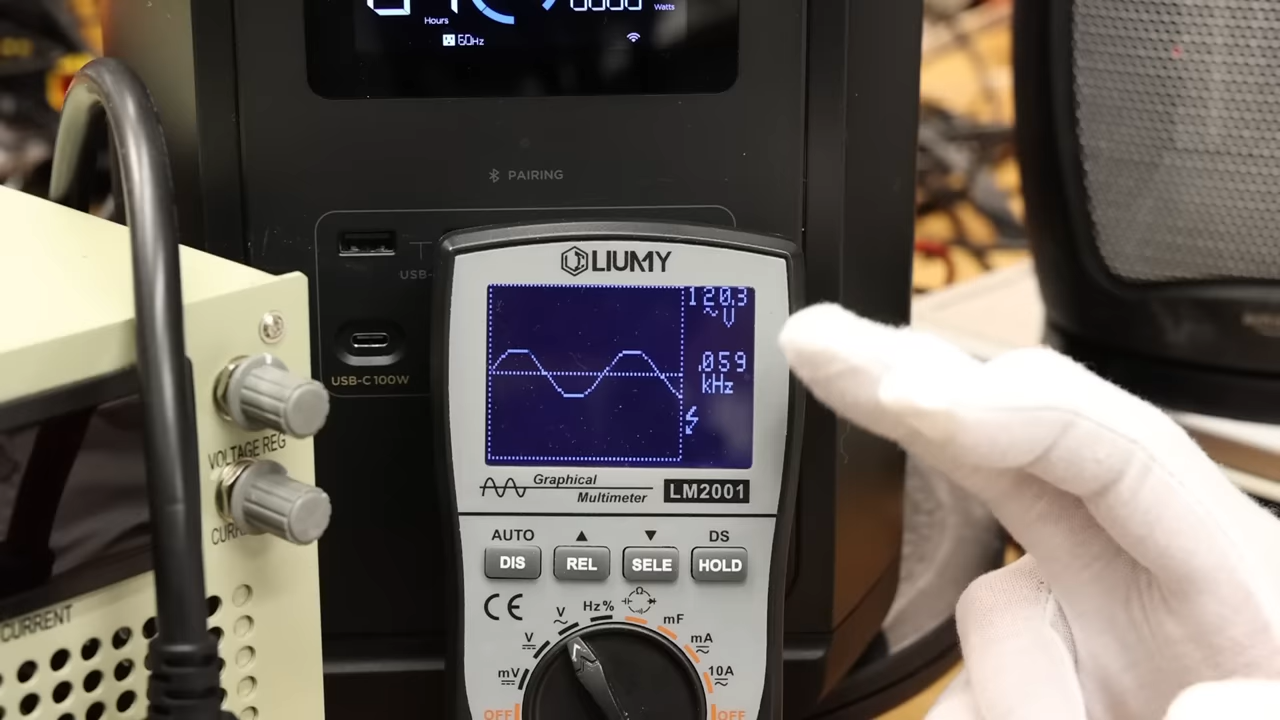 Hours
Watts
60Hz
PAIRING
USB-
USB-C 100W
LIUMY
120.3
~ V
.059
kHz
Graphical
Multimeter
LM2001
AUTO
▲
▼
DS
DIS
REL
SELE
HOLD
CE
V
Hz%
mF
V
mA
mV
10A
OFF
OFF
VOLTAGE REG
CURRENT